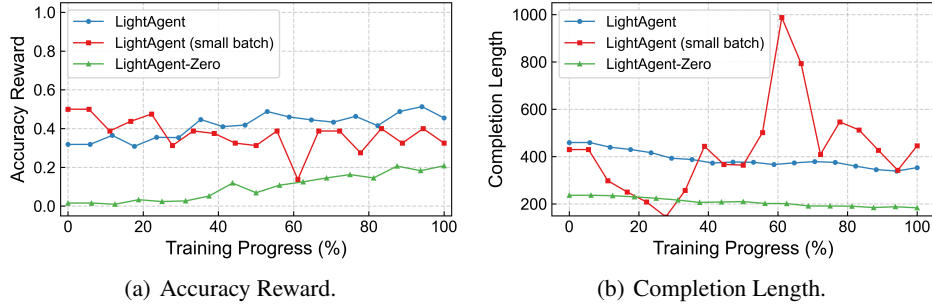 1.0
0.8
0.6
0.4
0.2
0.0
Accuracy Reward
LightAgent
LightAgent (small batch)
LightAgent-Zero
0 20 40 60 80 100
Training Progress (%)
(a) Accuracy Reward.
1000
800
600
400
200
Completion Length
LightAgent
LightAgent (small batch)
LightAgent-Zero
0 20 40 60 80 100
Training Progress (%)
(b) Completion Length.